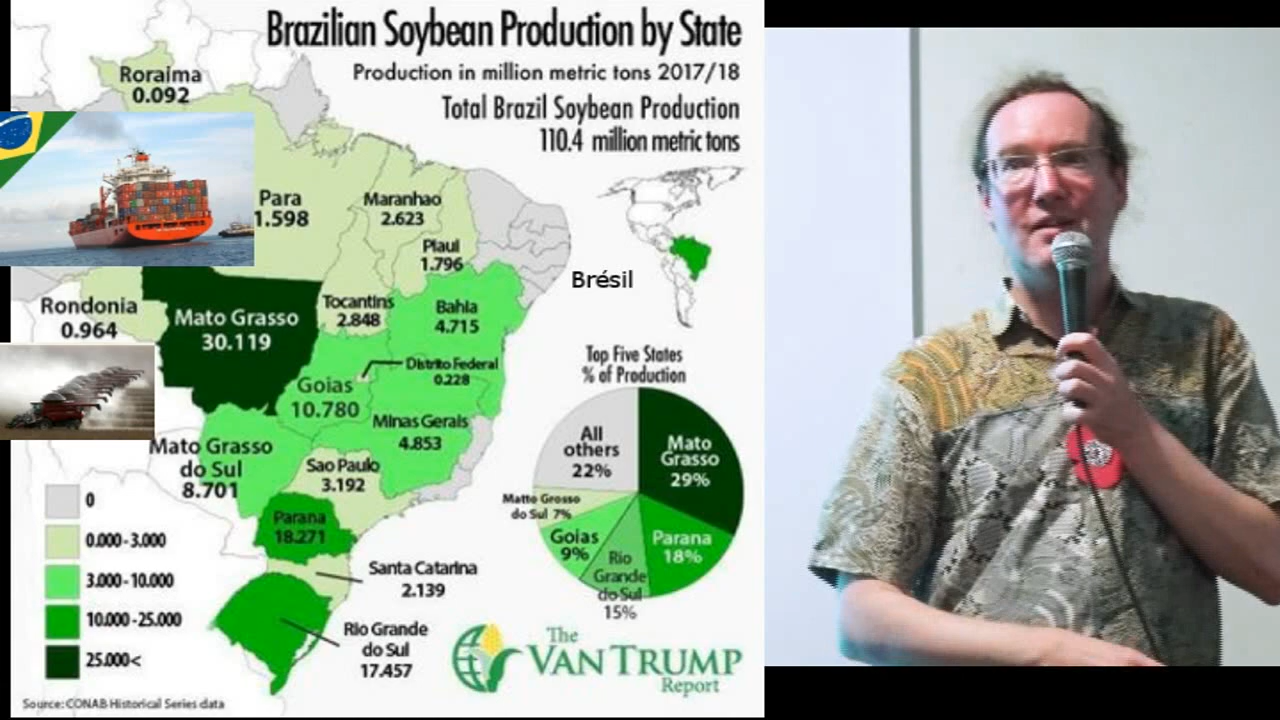 Brazilian Soybean Production by State
Production in million metric tons 2017/18
Total Brazil Soybean Production
110.4 million metric tons
Roraima
0.092
Para
1.598
Maranhao
2.623
Piaui
1.796
Brésil
Rondonia
0.964
Mato Grasso
30.119
Tocantins
2.848
Bahia
4.715
Distrito Federal
0.228
Goias
10.780
Minas Gerais
4.853
Mato Grasso
do Sul
8.701
Sao Paulo
3.192
Parana
18.271
Santa Catarina
2.139
Rio Grande
do Sul
17.457
0
0.000-3.000
3.000-10.000
10.000-25.000
25.000<
Top Five States
% of Production
All
others
22%
Mato
Grasso
29%
Matto Grosso
do Sul 7%
Goias
9%
Rio
Grande
do Sul
15%
Parana
18%
The
VAN TRUMP
Report
Source: CONAB Historical Series data